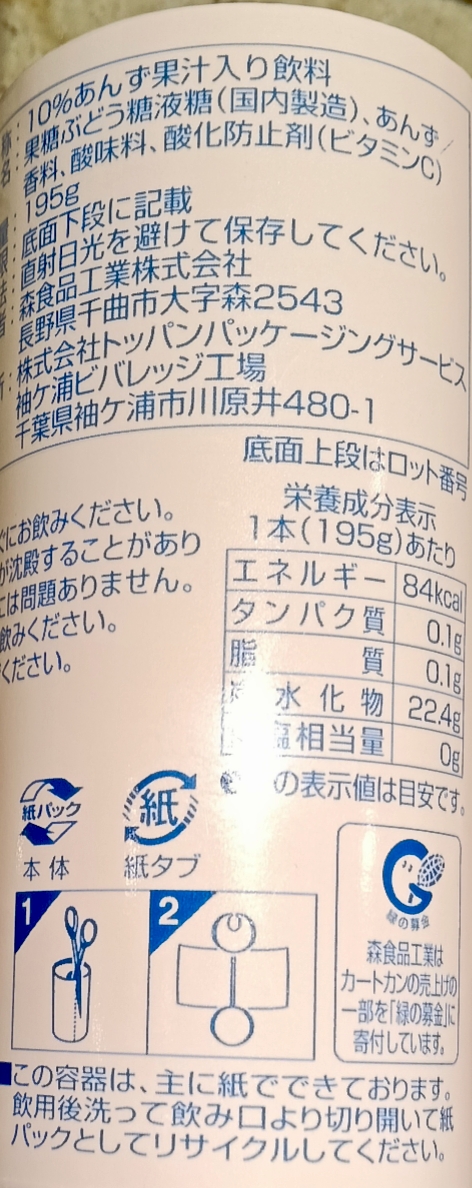 名 称:10%あんず果汁入り飲料
名:果糖ぶどう糖液糖(国内製造)、あんず/
香料、酸味料、酸化防止剤(ビタミンC)
:195g
:底面下段に記載
:直射日光を避けて保存してください。
:森食品工業株式会社
長野県千曲市大字森2543
:株式会社トッパンパッケージングサービス
袖ケ浦ビバレッジ工場
千葉県袖ケ浦市川原井480-1
底面上段はロット番号
ぐにお飲みください。
が沈殿することがあり
には問題ありません。
飲みください。
ください。
栄養成分表示
1本(195g)あたり
エネルギー 84kcal
タンパク質 0.1g
脂質 0.1g
水化物 22.4g
塩相当量 0g
の表示値は目安です。
紙パック
本体
紙
紙タブ
1
2
緑の募金
森食品工業は
カートカンの売上げの
一部を「緑の募金」に
寄付しています。
■この容器は、主に紙でできております。
飲用後洗って飲み口より切り開いて紙
パックとしてリサイクルしてください。